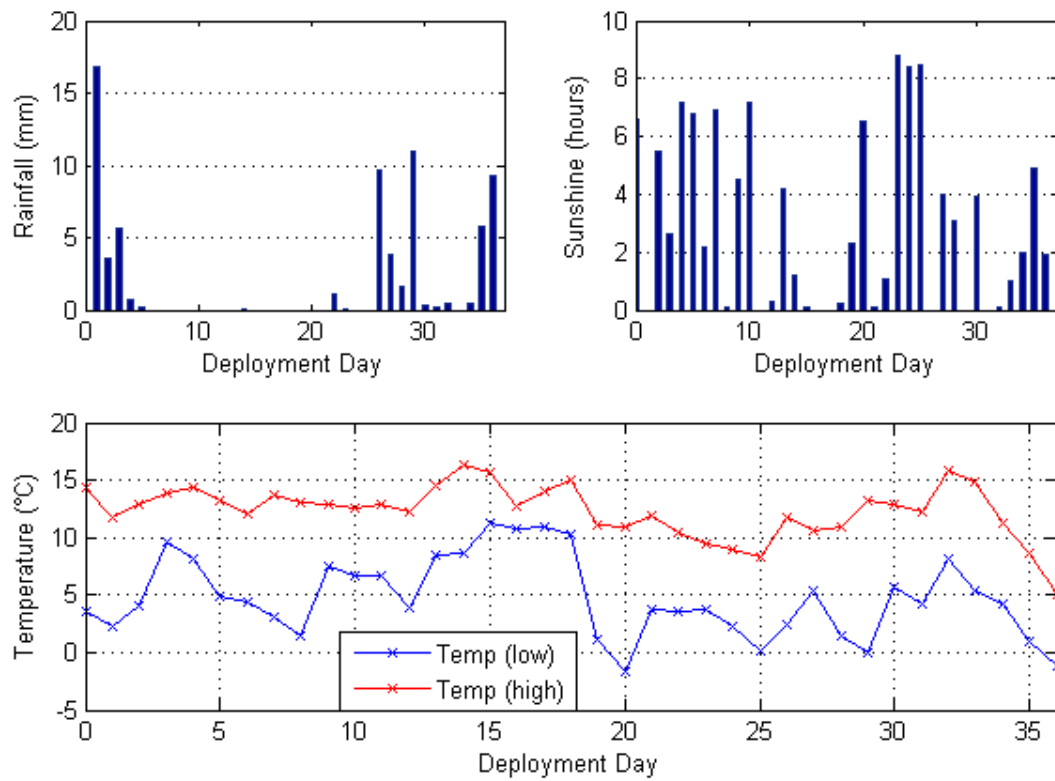 20
15
10
5
0
Rainfall (mm)
0 10 20 30
Deployment Day
10
8
6
4
2
0
Sunshine (hours)
0 10 20 30
Deployment Day
20
15
10
5
0
-5
Temperature (°C)
Temp (low)
Temp (high)
0 5 10 15 20 25 30 35
Deployment Day